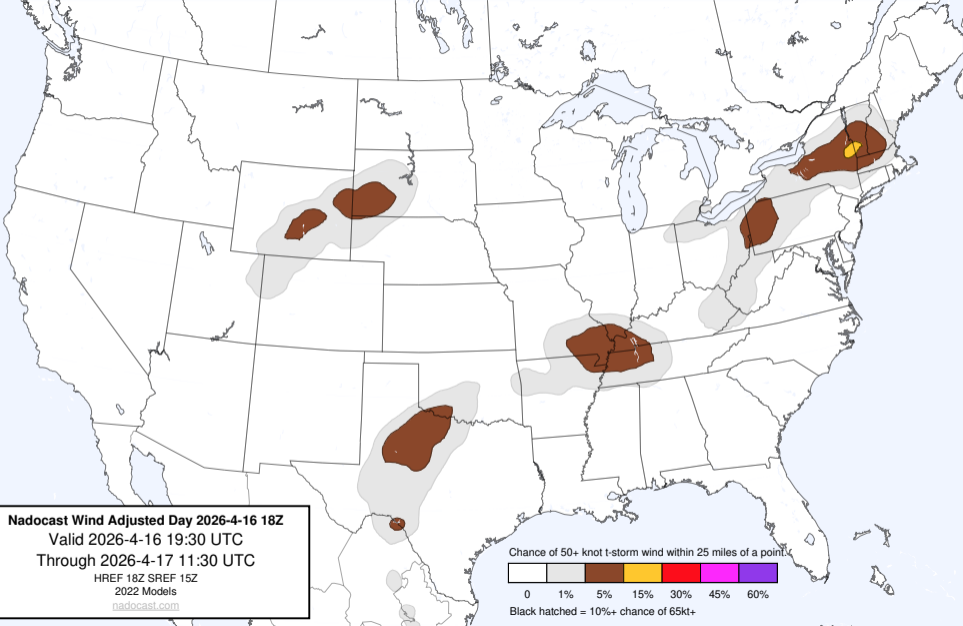 Nadocast Wind Adjusted Day 2026-4-16 18Z
Valid 2026-4-16 19:30 UTC
Through 2026-4-17 11:30 UTC
HREF 18Z SREF 15Z
2022 Models
nadocast.com
Chance of 50+ knot t-storm wind within 25 miles of a point.
0 1% 5% 15% 30% 45% 60%
Black hatched = 10%+ chance of 65kt+